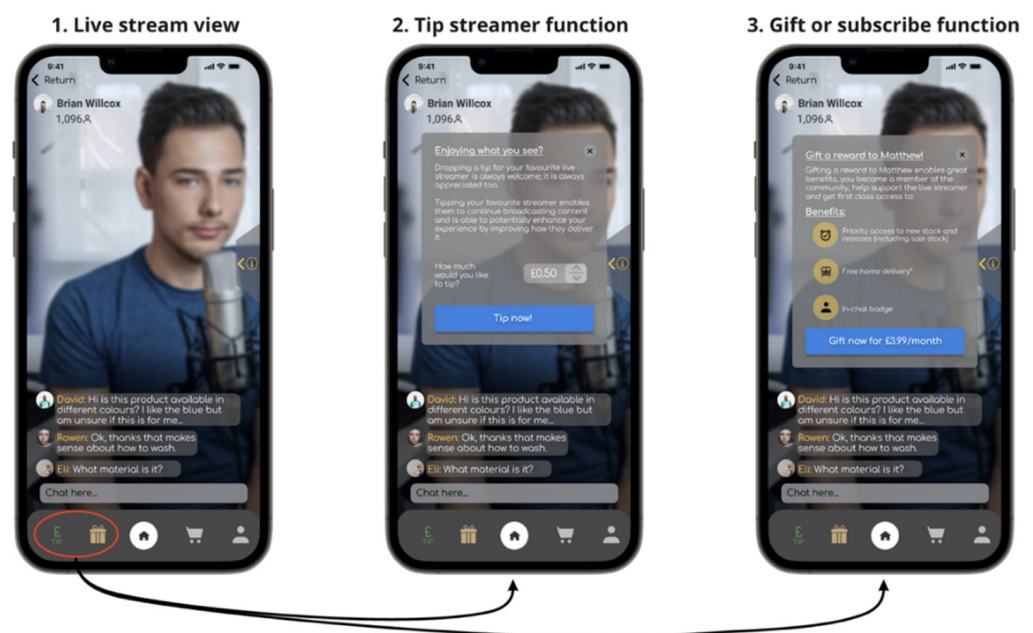 1. Live stream view
9:41
Return
Brian Willcox
1,096
David: Hi is this product available in
different colours? I like the blue but
am unsure if this is for me...
Rowen: Ok, thanks that makes
sense about how to wash.
Eli: What material is it?
Chat here...
£
TIP
2. Tip streamer function
9:41
Return
Brian Willcox
1,096
Enjoying what you see?
Dropping a tip for your favourite live
streamer is always welcome; it is always
appreciated too.
Tipping your favourite streamer enables
them to continue broadcasting content
and is able to potentially enhance your
experience by improving how they deliver
it.
How much
would you like
to tip?
£0.50
Tip now!
David: Hi is this product available in
different colours? I like the blue but
am unsure if this is for me...
Rowen: Ok, thanks that makes
sense about how to wash.
Eli: What material is it?
Chat here...
£
TIP
3. Gift or subscribe function
9:41
Return
Brian Willcox
1,096
Gift a reward to Matthew!
Gifting a reward to Matthew enables great
benefits, you become a member of the
community, help support the live streamer
and get first class access to:
Benefits:
Priority access to new stock and
releases (including sale stock)
Free home delivery*
In-chat badge
Gift now for £3.99/month
David: Hi is this product available in
different colours? I like the blue but
am unsure if this is for me...
Rowen: Ok, thanks that makes
sense about how to wash.
Eli: What material is it?
Chat here...
£
TIP